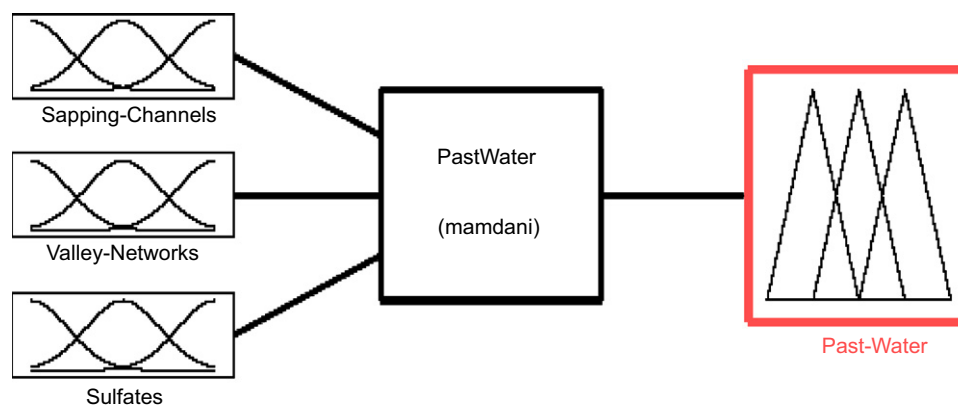 Sapping-Channels
Valley-Networks
Sulfates
PastWater
(mamdani)
Past-Water